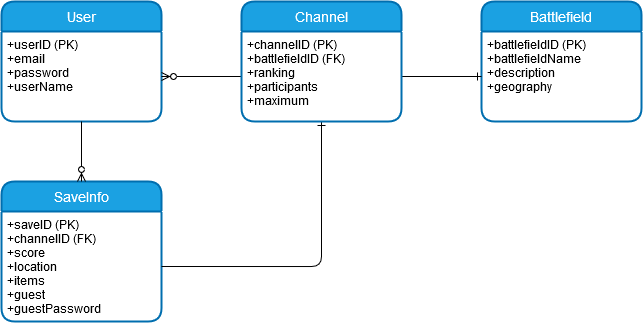 User
+userID (PK)
+email
+password
+userName
Channel
+channelID (PK)
+battlefieldID (FK)
+ranking
+participants
+maximum
Battlefield
+battlefieldID (PK)
+battlefieldName
+description
+geography
SaveInfo
+saveID (PK)
+channelID (FK)
+score
+location
+items
+guest
+guestPassword